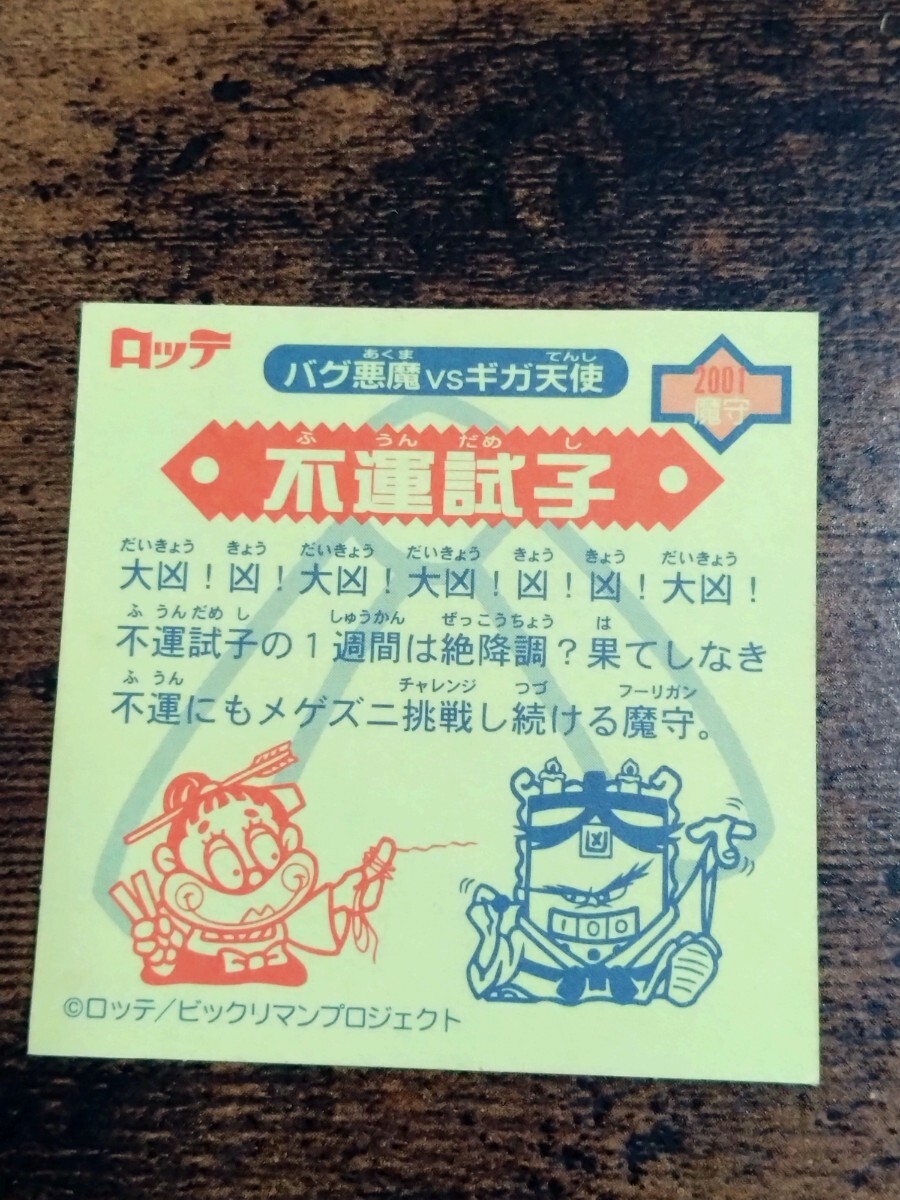 ロッテ
あくま てんし
バグ悪魔vsギガ天使
2001
魔守
ふ うん だめ し
不運試子
だいきょう きょう だいきょう だいきょう きょう きょう だいきょう
大凶！凶！大凶！大凶！凶！凶！大凶！
ふ うんだめ し しゅうかん ぜっこうちょう は
不運試子の1週間は絶降調？果てしなき
ふ うん チャレンジ つづ フーリガン
不運にもメゲズニ挑戦し続ける魔守。
凶
100
©ロッテ/ビックリマンプロジェクト